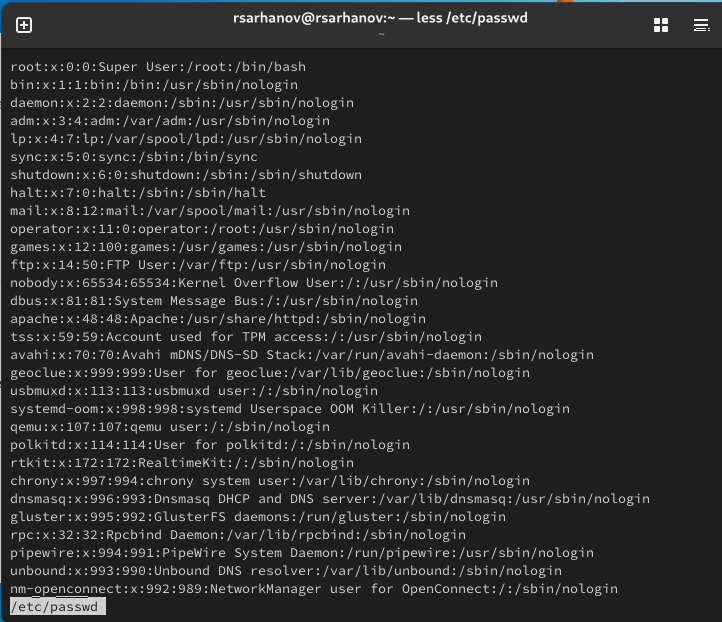 rsarhanov@rsarhanov:~ — less /etc/passwd
~
root:x:0:0:Super User:/root:/bin/bash
bin:x:1:1:bin:/bin:/usr/sbin/nologin
daemon:x:2:2:daemon:/sbin:/usr/sbin/nologin
adm:x:3:4:adm:/var/adm:/usr/sbin/nologin
lp:x:4:7:lp:/var/spool/lpd:/usr/sbin/nologin
sync:x:5:0:sync:/sbin:/bin/sync
shutdown:x:6:0:shutdown:/sbin:/sbin/shutdown
halt:x:7:0:halt:/sbin:/sbin/halt
mail:x:8:12:mail:/var/spool/mail:/usr/sbin/nologin
operator:x:11:0:operator:/root:/usr/sbin/nologin
games:x:12:100:games:/usr/games:/usr/sbin/nologin
ftp:x:14:50:FTP User:/var/ftp:/usr/sbin/nologin
nobody:x:65534:65534:Kernel Overflow User:/:/usr/sbin/nologin
dbus:x:81:81:System Message Bus:/:/usr/sbin/nologin
apache:x:48:48:Apache:/usr/share/httpd:/sbin/nologin
tss:x:59:59:Account used for TPM access:/:/usr/sbin/nologin
avahi:x:70:70:Avahi mDNS/DNS-SD Stack:/var/run/avahi-daemon:/sbin/nologin
geoclue:x:999:999:User for geoclue:/var/lib/geoclue:/sbin/nologin
usbmuxd:x:113:113:usbmuxd user:/:/sbin/nologin
systemd-oom:x:998:998:systemd Userspace OOM Killer:/:/usr/sbin/nologin
qemu:x:107:107:qemu user:/:/sbin/nologin
polkitd:x:114:114:User for polkitd:/:/sbin/nologin
rtkit:x:172:172:RealtimeKit:/:/sbin/nologin
chrony:x:997:994:chrony system user:/var/lib/chrony:/sbin/nologin
dnsmasq:x:996:993:Dnsmasq DHCP and DNS server:/var/lib/dnsmasq:/usr/sbin/nologin
gluster:x:995:992:GlusterFS daemons:/run/gluster:/sbin/nologin
rpc:x:32:32:Rpcbind Daemon:/var/lib/rpcbind:/sbin/nologin
pipewire:x:994:991:PipeWire System Daemon:/run/pipewire:/usr/sbin/nologin
unbound:x:993:990:Unbound DNS resolver:/var/lib/unbound:/sbin/nologin
nm-openconnect:x:992:989:NetworkManager user for OpenConnect:/:/sbin/nologin
/etc/passwd